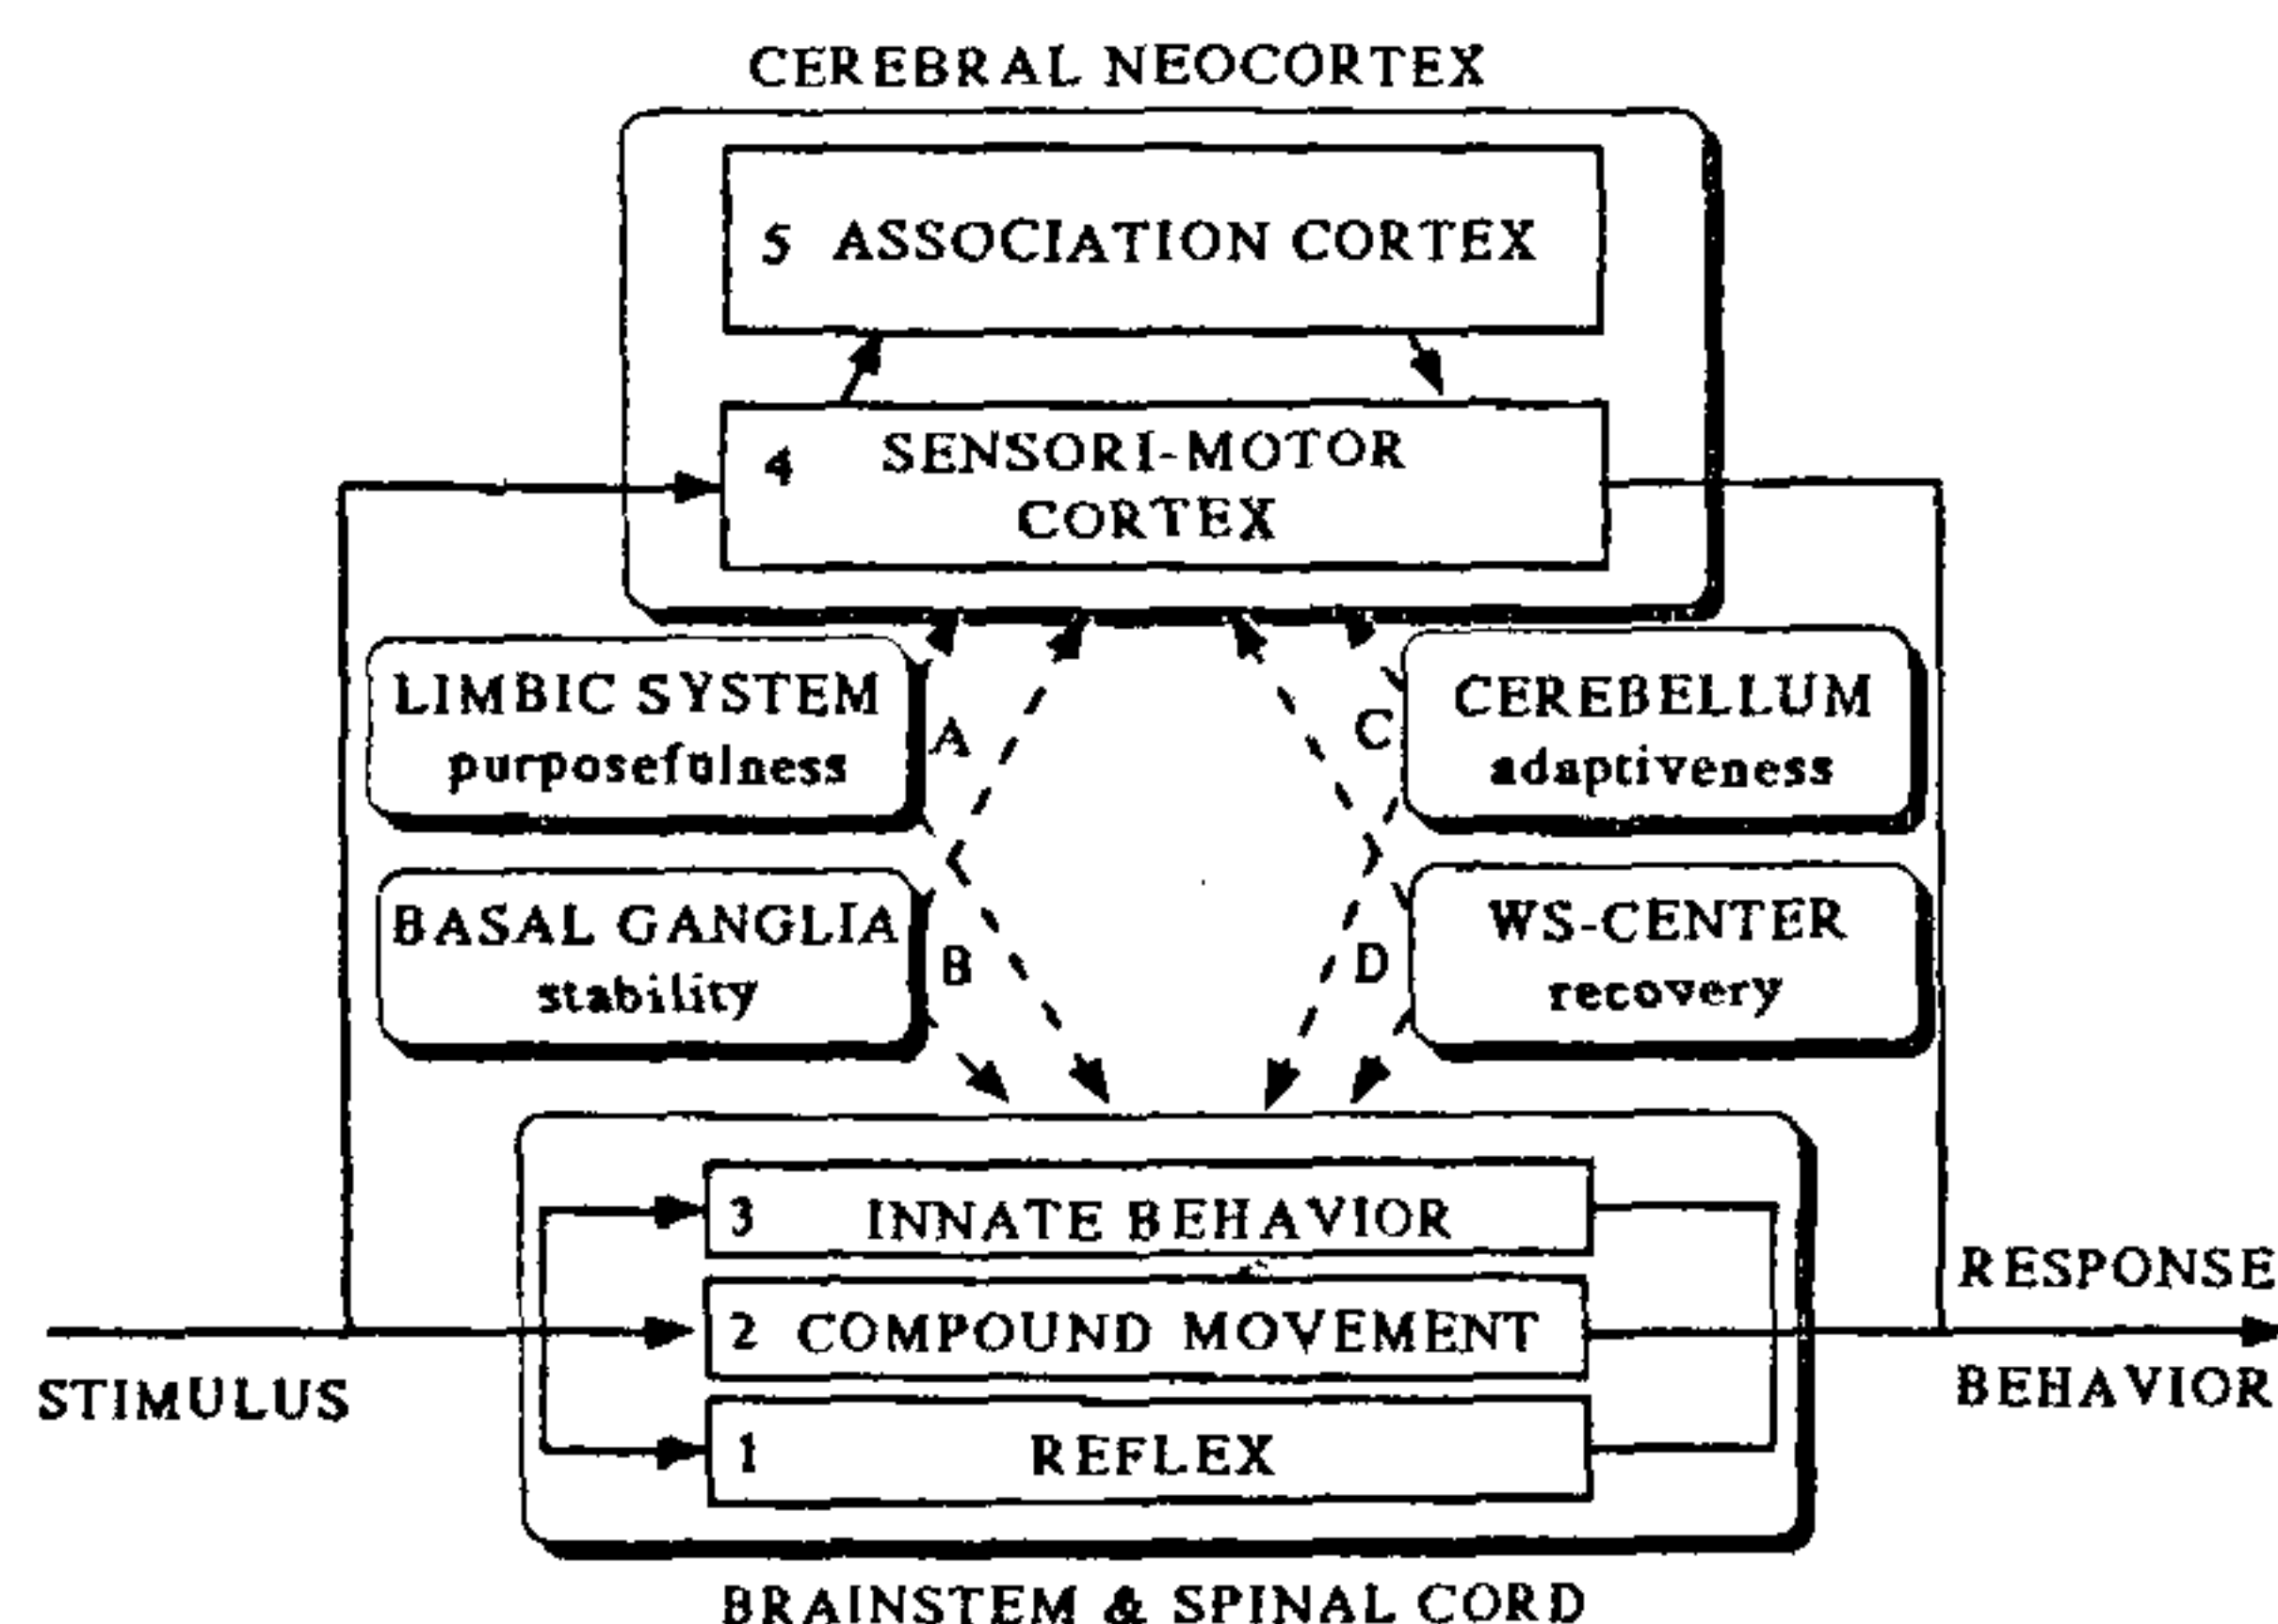 CEREBRAL NEOCORTEX
5 ASSOCIATION CORTEX
4 SENSORI-MOTOR
CORTEX
LIMBIC SYSTEM
purposefulness
A
C
CEREBELLUM
adaptiveness
BASAL GANGLIA
stability
B
D
WS-CENTER
recovery
3 INNATE BEHAVIOR
2 COMPOUND MOVEMENT
1 REFLEX
STIMULUS
RESPONSE
BEHAVIOR
BRAINSTEM & SPINAL CORD